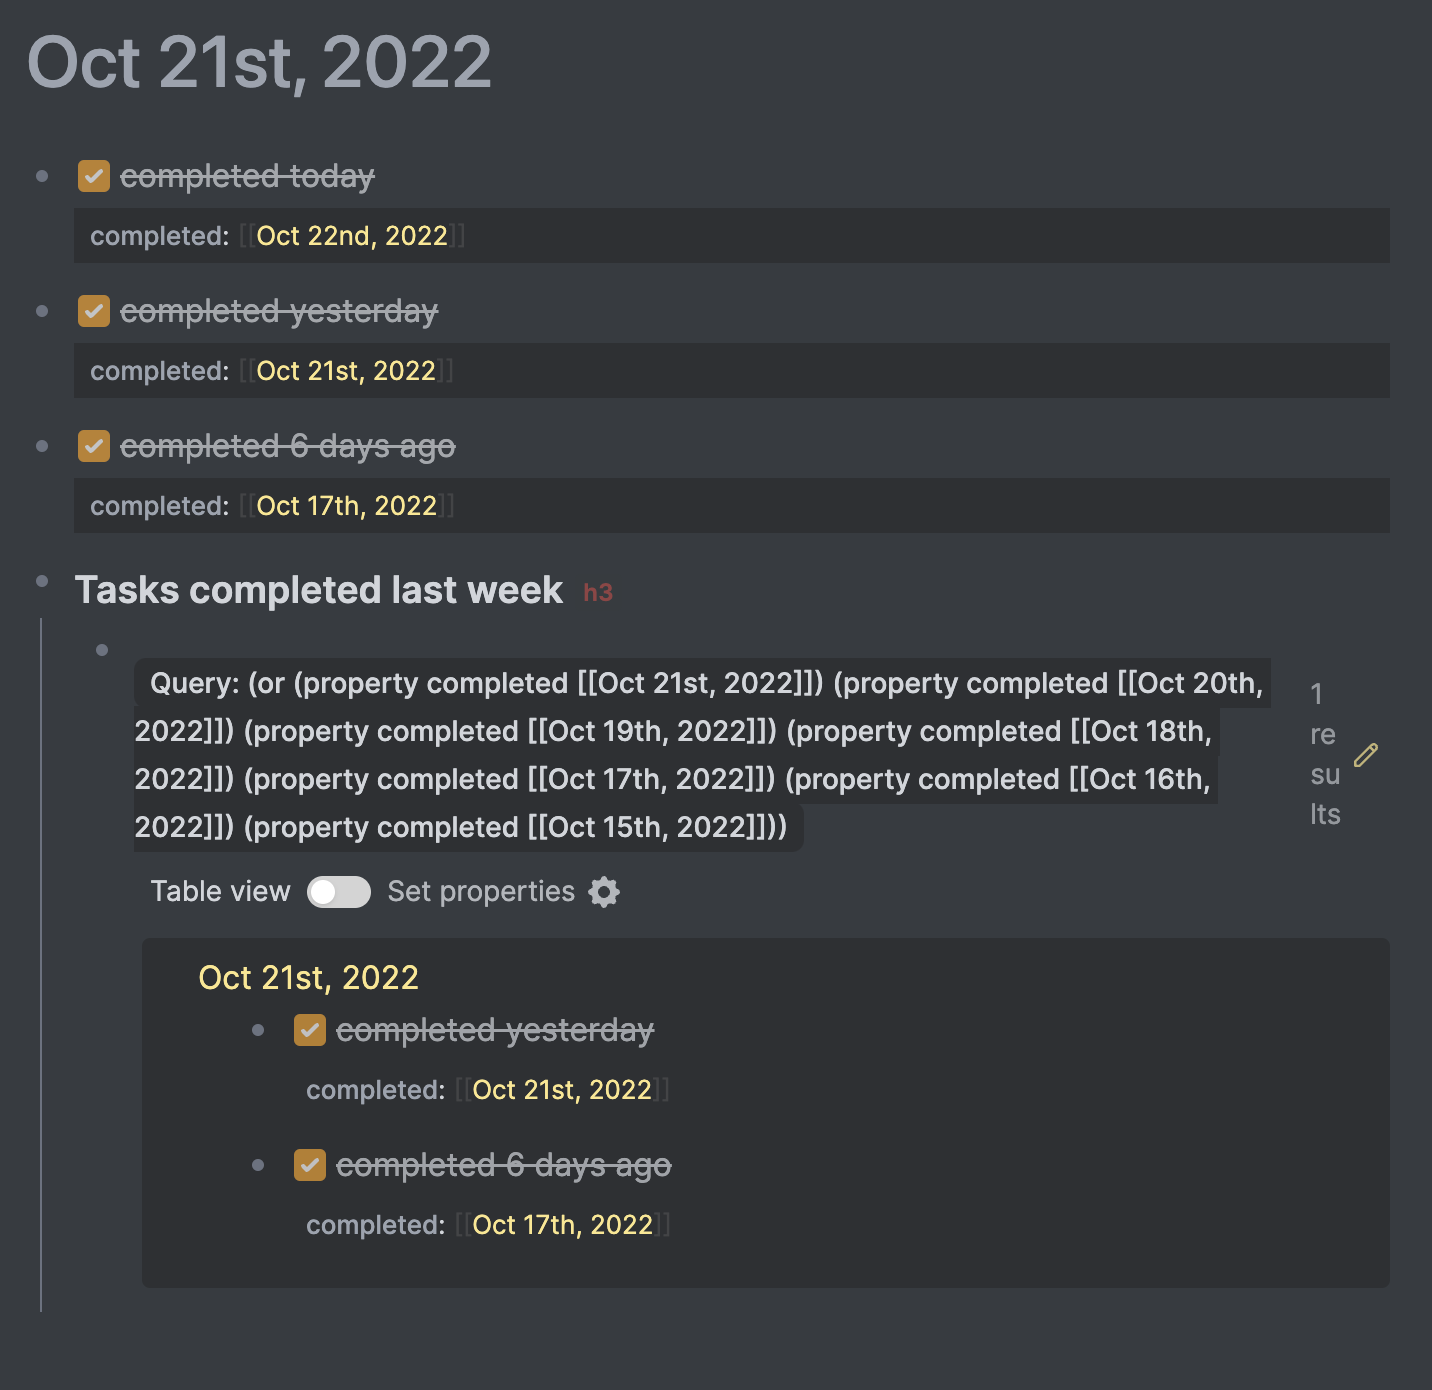 Oct 21st, 2022
completed today
completed: [[Oct 22nd, 2022]]
completed yesterday
completed: [[Oct 21st, 2022]]
completed 6 days ago
completed: [[Oct 17th, 2022]]
Tasks completed last week h3
Query: (or (property completed [[Oct 21st, 2022]]) (property completed [[Oct 20th,
2022]]) (property completed [[Oct 19th, 2022]]) (property completed [[Oct 18th,
2022]]) (property completed [[Oct 17th, 2022]]) (property completed [[Oct 16th,
2022]]) (property completed [[Oct 15th, 2022]]))
1
re
su
lts
Table view Set properties
Oct 21st, 2022
completed yesterday
completed: [[Oct 21st, 2022]]
completed 6 days ago
completed: [[Oct 17th, 2022]]